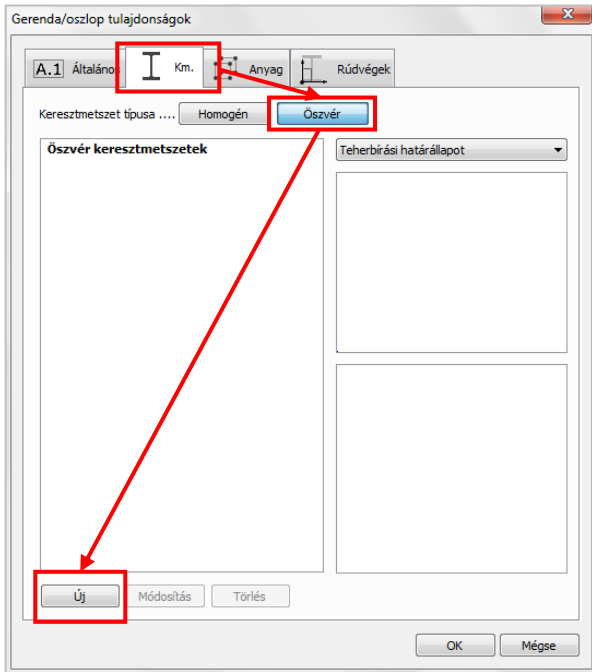 Gerenda/oszlop tulajdonságok
A.1 Általános Km. Anyag Rúdvégek
Keresztmetszet típusa .... Homogén Öszvér
Öszvér keresztmetszetek
Teherbírási határállapot
Új Módosítás Törlés
OK Mégse